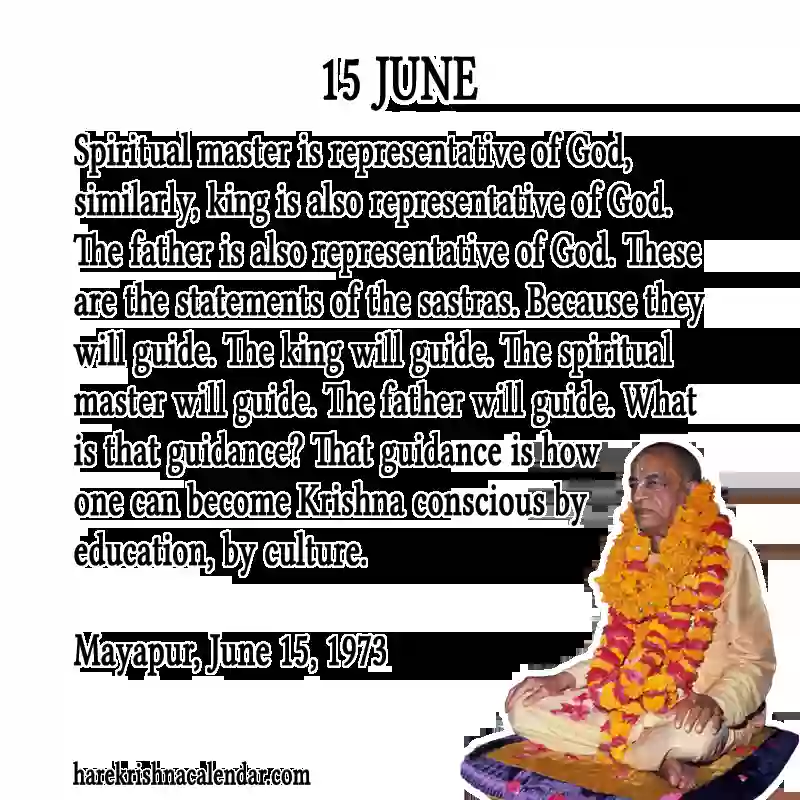 15 JUNE
Spiritual master is representative of God,
similarly, king is also representative of God.
The father is also representative of God. These
are the statements of the sastras. Because they
will guide. The king will guide. The spiritual
master will guide. The father will guide. What
is that guidance? That guidance is how
one can become Krishna conscious by
education, by culture.
Mayapur, June 15, 1973
harekrishnacalendar.com